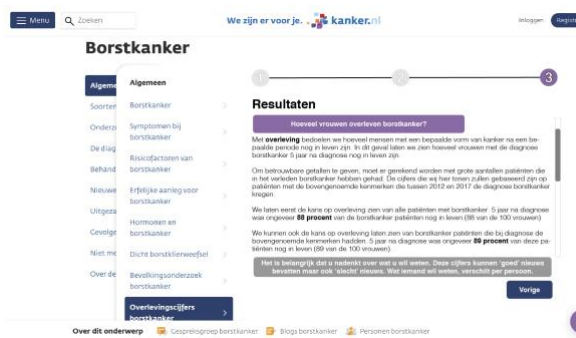 Menu
Zoeken
We zijn er voor je.
kanker.nl
Inloggen
Borstkanker
Algeme
Soorten
Onderz
De diag
Behand
Nieuwe
Uitgeza
Gevolge
Niet me
Over de
Algemeen
Borstkanker
Symptomen bij
borstkanker
Risicofactoren van
borstkanker
Erfelijke aanleg voor
borstkanker
Hormonen en
borstkanker
Dicht borstklierweefsel
Bevolkingsonderzoek
borstkanker
Overlevingscijfers
borstkanker
1
2
3
Resultaten
Hoeveel vrouwen overleven borstkanker?
Met overleving bedoelen we hoeveel mensen met een bepaalde vorm van kanker na een be-
paalde periode nog in leven zijn. In dit geval laten we zien hoeveel vrouwen met de diagnose
borstkanker 5 jaar na diagnose nog in leven zijn.
Om betrouwbare getallen te geven, moet er gerekend worden met grote aantallen patiënten die
in het verleden borstkanker hebben gehad. De cijfers die wij hier tonen zullen gebaseerd zijn op
patiënten met de bovengenoemde kenmerken die tussen 2012 en 2017 de diagnose borstkanker
kregen.
We laten eerst de kans op overleving zien van alle patiënten met borstkanker. 5 jaar na diagnose
was ongeveer 88 procent van de borstkanker patiënten nog in leven (88 van de 100 vrouwen).
We kunnen ook de kans op overleving laten zien van borstkanker patiënten die bij diagnose de
bovengenoemde kenmerken hadden. 5 jaar na diagnose was ongeveer 89 procent van deze pa-
tiënten nog in leven (89 van de 100 vrouwen).
Het is belangrijk dat u nadenkt over wat u wil weten. Deze cijfers kunnen 'goed' nieuws
bevatten maar ook 'slecht' nieuws. Wat iemand wil weten, verschilt per persoon.
Vorige
Over dit onderwerp
Gespreksgroep borstkanker
Blogs borstkanker
Personen borstkanker